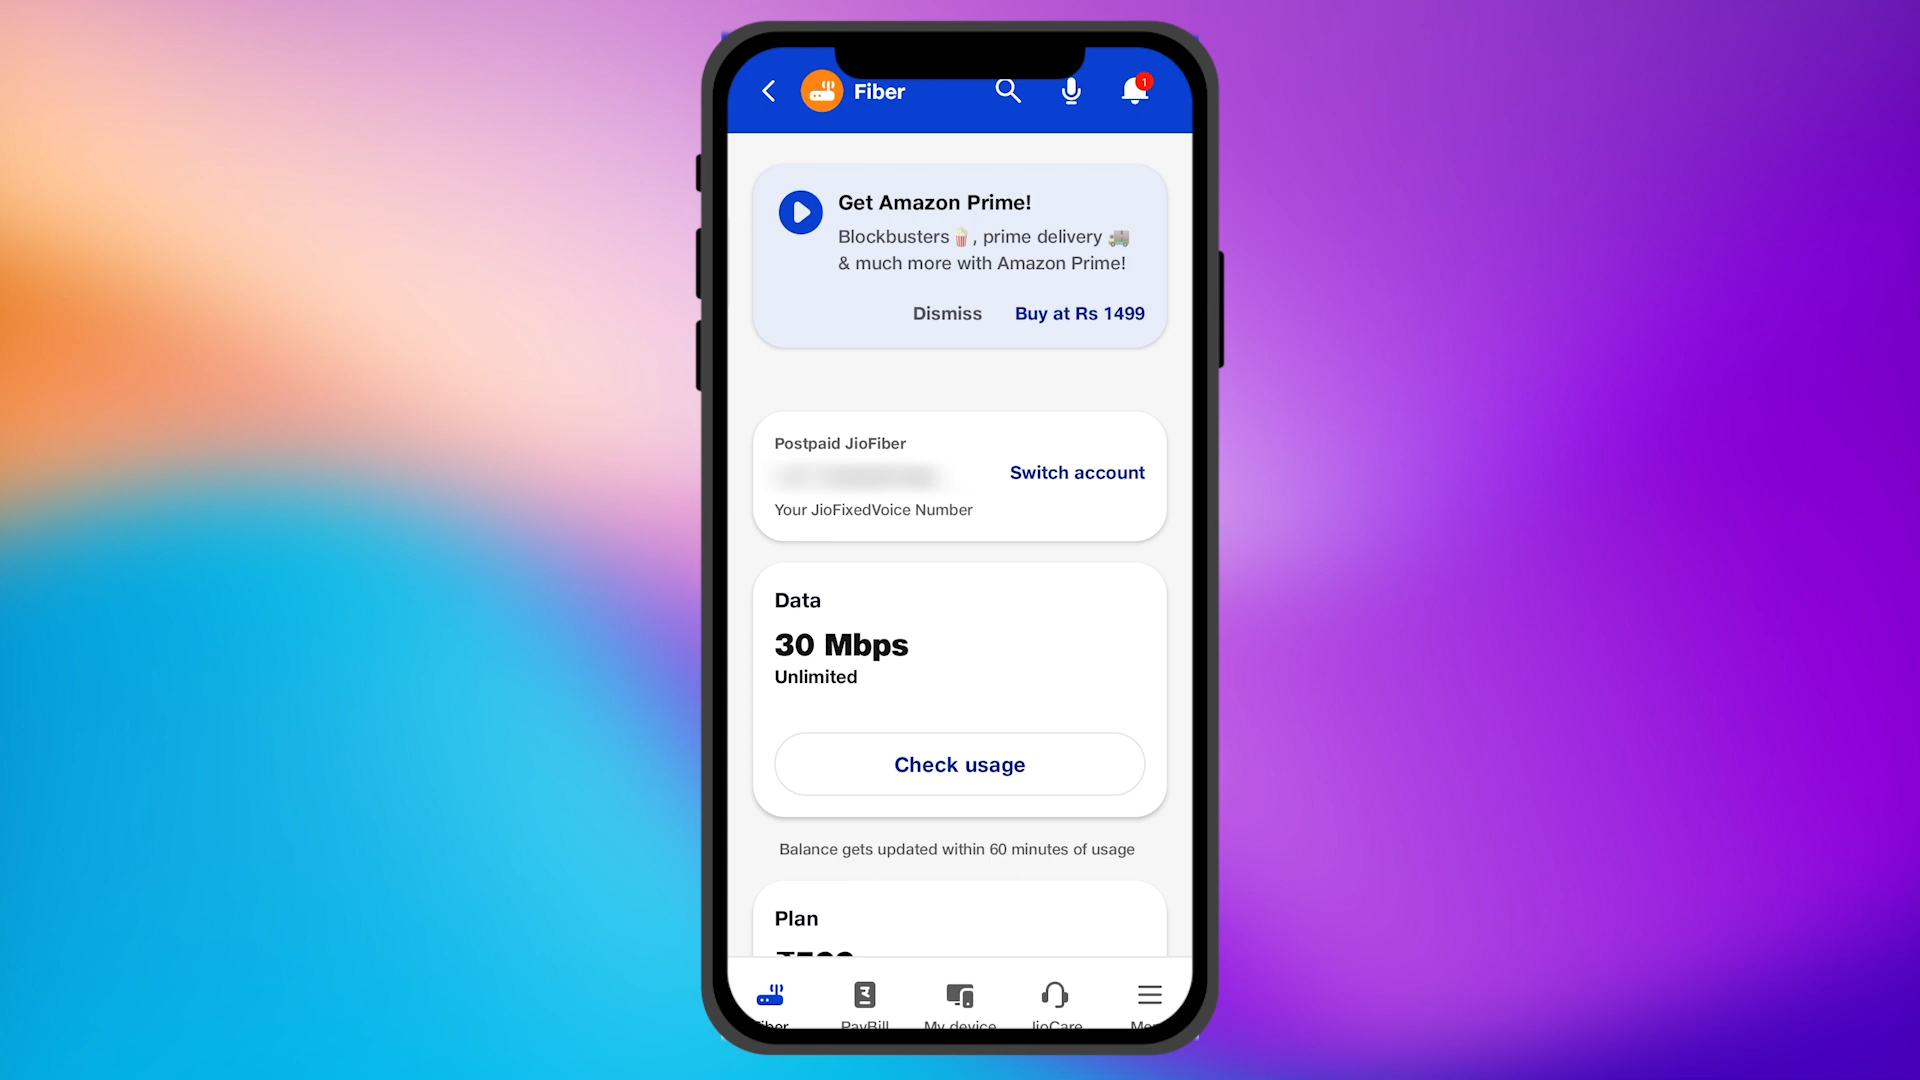 Fiber
1
Get Amazon Prime!
Blockbusters🍿, prime delivery 🚚
& much more with Amazon Prime!
Dismiss Buy at Rs 1499
Postpaid JioFiber
Switch account
Your JioFixedVoice Number
Data
30 Mbps
Unlimited
Check usage
Balance gets updated within 60 minutes of usage
Plan
PayBill My device JioCare